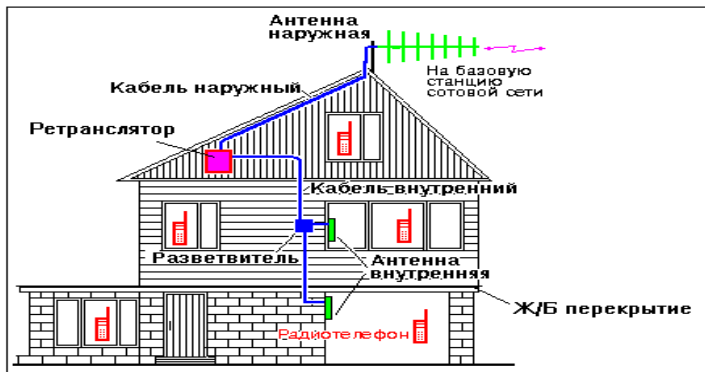 Антенна
наружная
На базовую
станцию
сотовой сети
Кабель наружный
Ретранслятор
Кабель внутренний
Разветвитель
Антенна
внутренняя
Ж/Б перекрытие
Радиотелефон